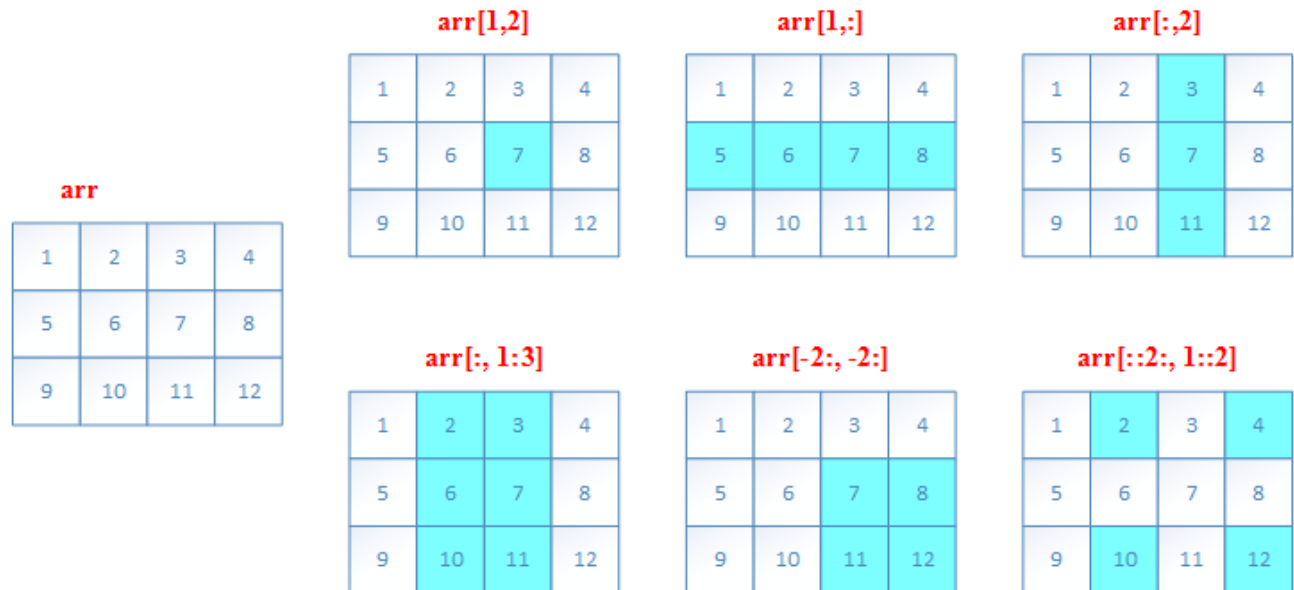 arr[1,2] arr[1,:] arr[:,2]
1 2 3 4 1 2 3 4 1 2 3 4
5 6 7 8 5 6 7 8 5 6 7 8
9 10 11 12 9 10 11 12 9 10 11 12
arr
1 2 3 4
5 6 7 8
9 10 11 12
arr[:, 1:3] arr[-2:, -2:] arr[::2:, 1::2]
1 2 3 4 1 2 3 4 1 2 3 4
5 6 7 8 5 6 7 8 5 6 7 8
9 10 11 12 9 10 11 12 9 10 11 12